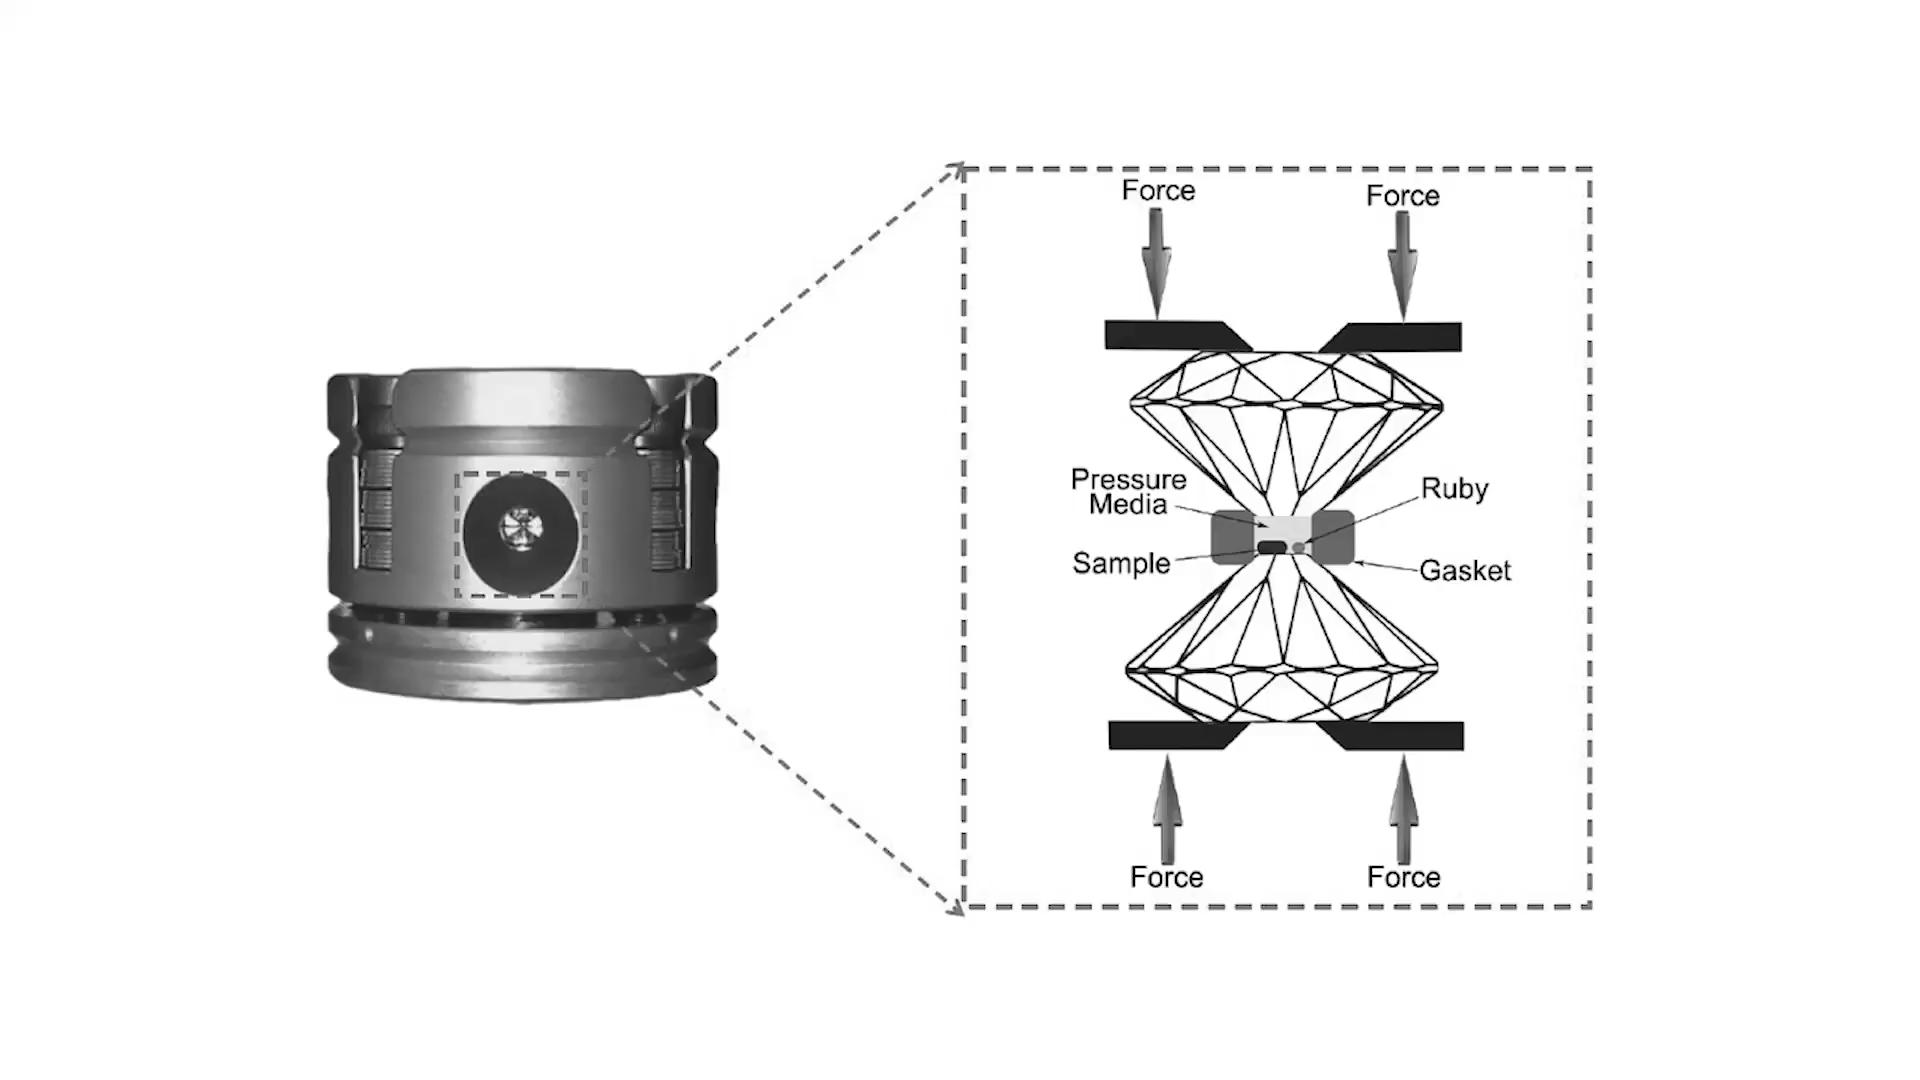 Force
Force
Pressure
Media
Ruby
Sample
Gasket
Force
Force